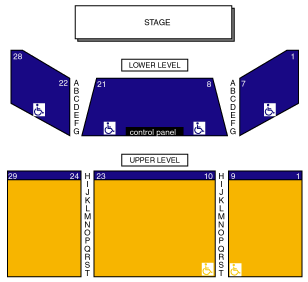 STAGE
LOWER LEVEL
28 22 A 21 8 A 7 1
B B
C C
D D
E E
F F
G control panel G
UPPER LEVEL
29 24 H 23 10 H 9 1
I I
J J
K K
L L
M M
N N
O O
P P
Q Q
R R
S S
T T